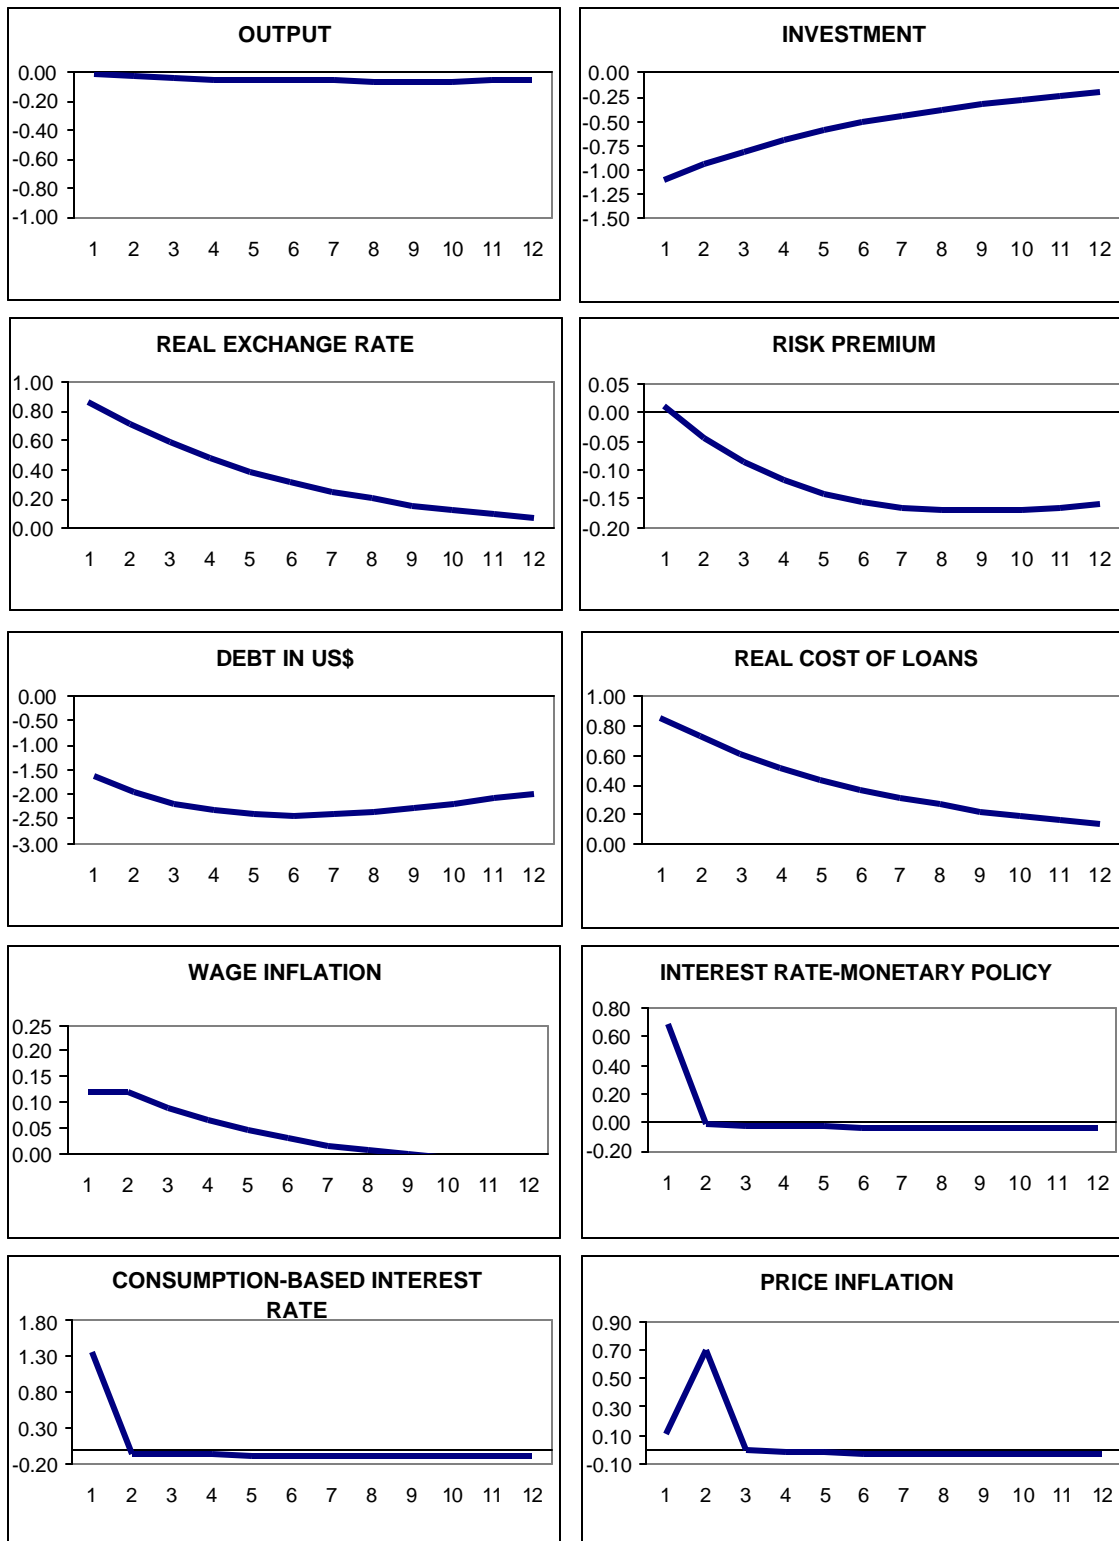 OUTPUT
0.00
-0.20
-0.40
-0.60
-0.80
-1.00
1 2 3 4 5 6 7 8 9 10 11 12
INVESTMENT
0.00
-0.25
-0.50
-0.75
-1.00
-1.25
-1.50
1 2 3 4 5 6 7 8 9 10 11 12
REAL EXCHANGE RATE
1.00
0.80
0.60
0.40
0.20
0.00
1 2 3 4 5 6 7 8 9 10 11 12
RISK PREMIUM
0.05
0.00
-0.05
-0.10
-0.15
-0.20
1 2 3 4 5 6 7 8 9 10 11 12
DEBT IN US$
0.00
-0.50
-1.00
-1.50
-2.00
-2.50
-3.00
1 2 3 4 5 6 7 8 9 10 11 12
REAL COST OF LOANS
1.00
0.80
0.60
0.40
0.20
0.00
1 2 3 4 5 6 7 8 9 10 11 12
WAGE INFLATION
0.25
0.20
0.15
0.10
0.05
0.00
1 2 3 4 5 6 7 8 9 10 11 12
INTEREST RATE-MONETARY POLICY
0.80
0.60
0.40
0.20
0.00
-0.20
1 2 3 4 5 6 7 8 9 10 11 12
CONSUMPTION-BASED INTEREST
RATE
1.80
1.30
0.80
0.30
-0.20
1 2 3 4 5 6 7 8 9 10 11 12
PRICE INFLATION
0.90
0.70
0.50
0.30
0.10
-0.10
1 2 3 4 5 6 7 8 9 10 11 12